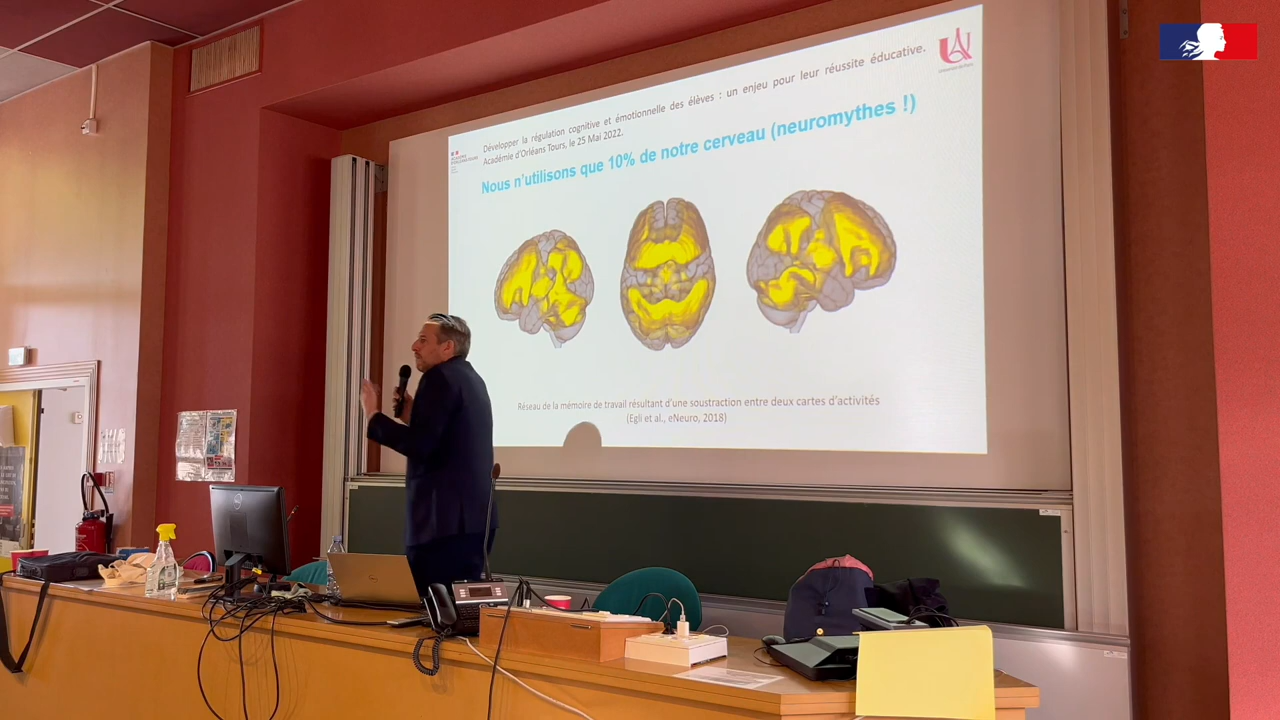 Développer la régulation cognitive et émotionnelle des élèves : un enjeu pour leur réussite éducative.
Académie d'Orléans Tours, le 25 Mai 2022.
Nous n'utilisons que 10% de notre cerveau (neuromythes !)
Réseau de la mémoire de travail résultant d'une soustraction entre deux cartes d'activités
(Egli et al., eNeuro, 2018)